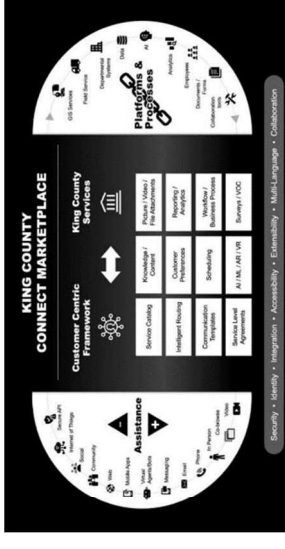 KING COUNTY
CONNECT MARKETPLACE
Customer Centric
Framework
King County
Services
Assistance
Secure API
Internet of Things
Social
Community
Web
Mobile Apps
Virtual
Agents/Bots
Messaging
Email
Phone
In Person
Co-browse
Video
Service Catalog
Knowledge /
Content
Picture / Video /
File Attachments
Intelligent Routing
Customer
Preferences
Reporting /
Analytics
Communication
Templates
Scheduling
Workflow /
Business Process
Service Level
Agreements
AI / ML / AR / VR
Surveys / VOC
Platforms &
Processes
GIS Services
Field Service
Departmental
Systems
Data
AI
Analytics
Employees
Documents /
Forms
Collaboration
tools
Security • Identity • Integration • Accessibility • Extensibility • Multi-Language • Collaboration